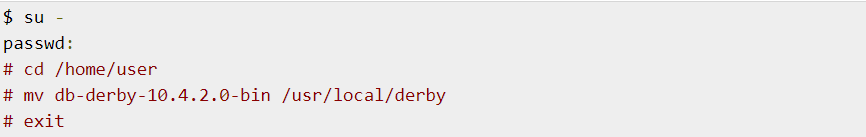 $ su -
passwd:
# cd /home/user
# mv db-derby-10.4.2.0-bin /usr/local/derby
# exit